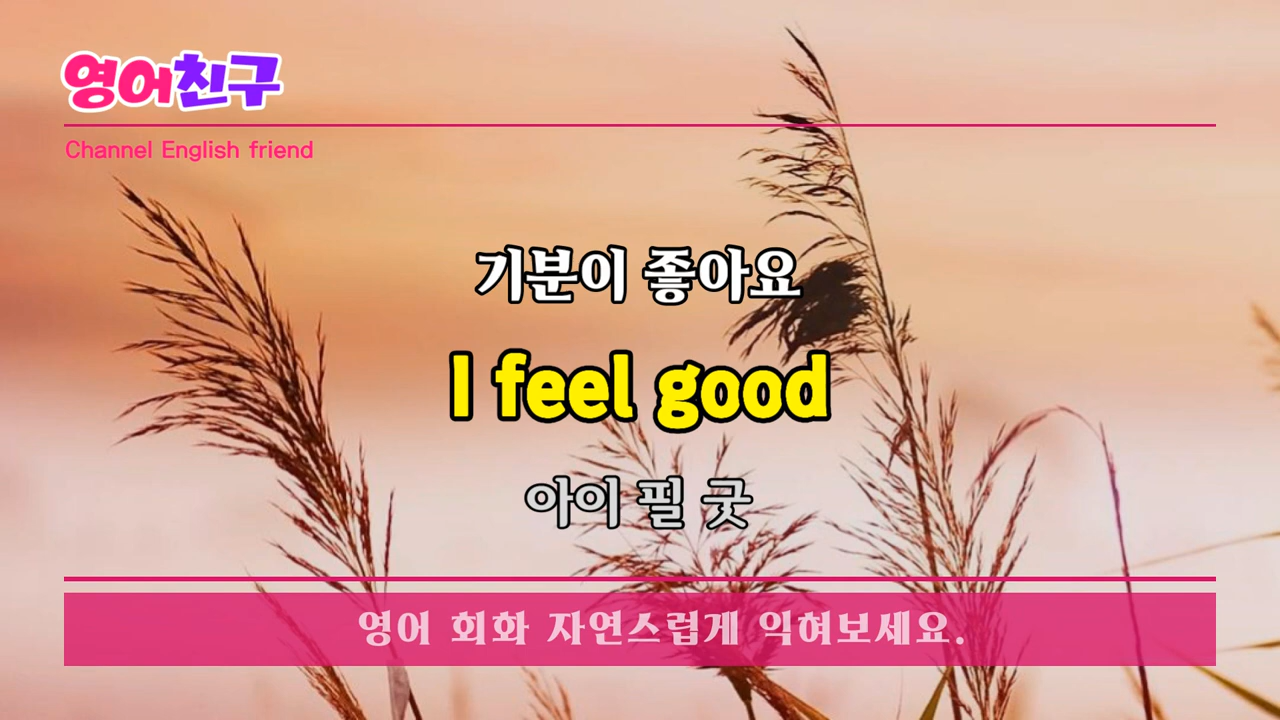 영어친구
Channel English friend
기분이 좋아요
I feel good
아이 필 굿
영어 회화 자연스럽게 익혀보세요.